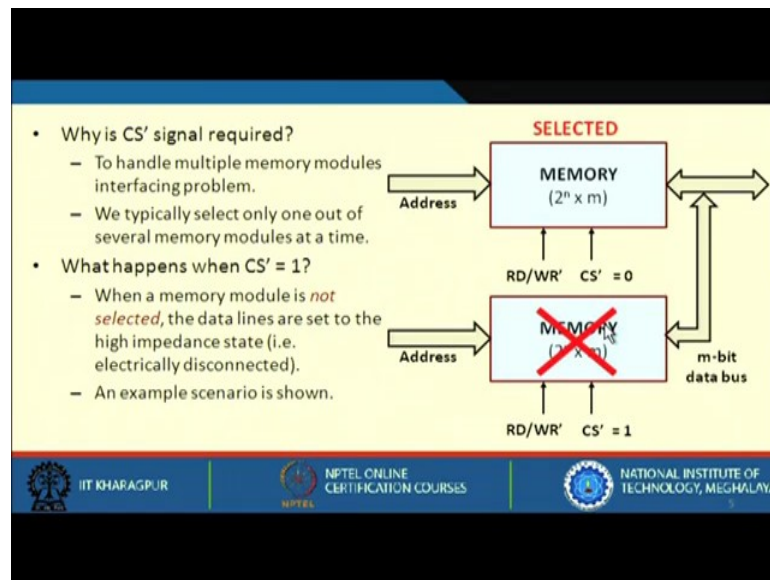 • Why is CS' signal required?
– To handle multiple memory modules
interfacing problem.
– We typically select only one out of
several memory modules at a time.
• What happens when CS' = 1?
– When a memory module is not
selected, the data lines are set to the
high impedance state (i.e.
electrically disconnected).
– An example scenario is shown.
SELECTED
MEMORY
(2ⁿ x m)
Address
RD/WR' CS' = 0
MEMORY
(2ⁿ x m)
Address
m-bit
data bus
RD/WR' CS' = 1
IIT KHARAGPUR
NPTEL
NPTEL ONLINE
CERTIFICATION COURSES
NATIONAL INSTITUTE OF
TECHNOLOGY, MEGHALAYA
5